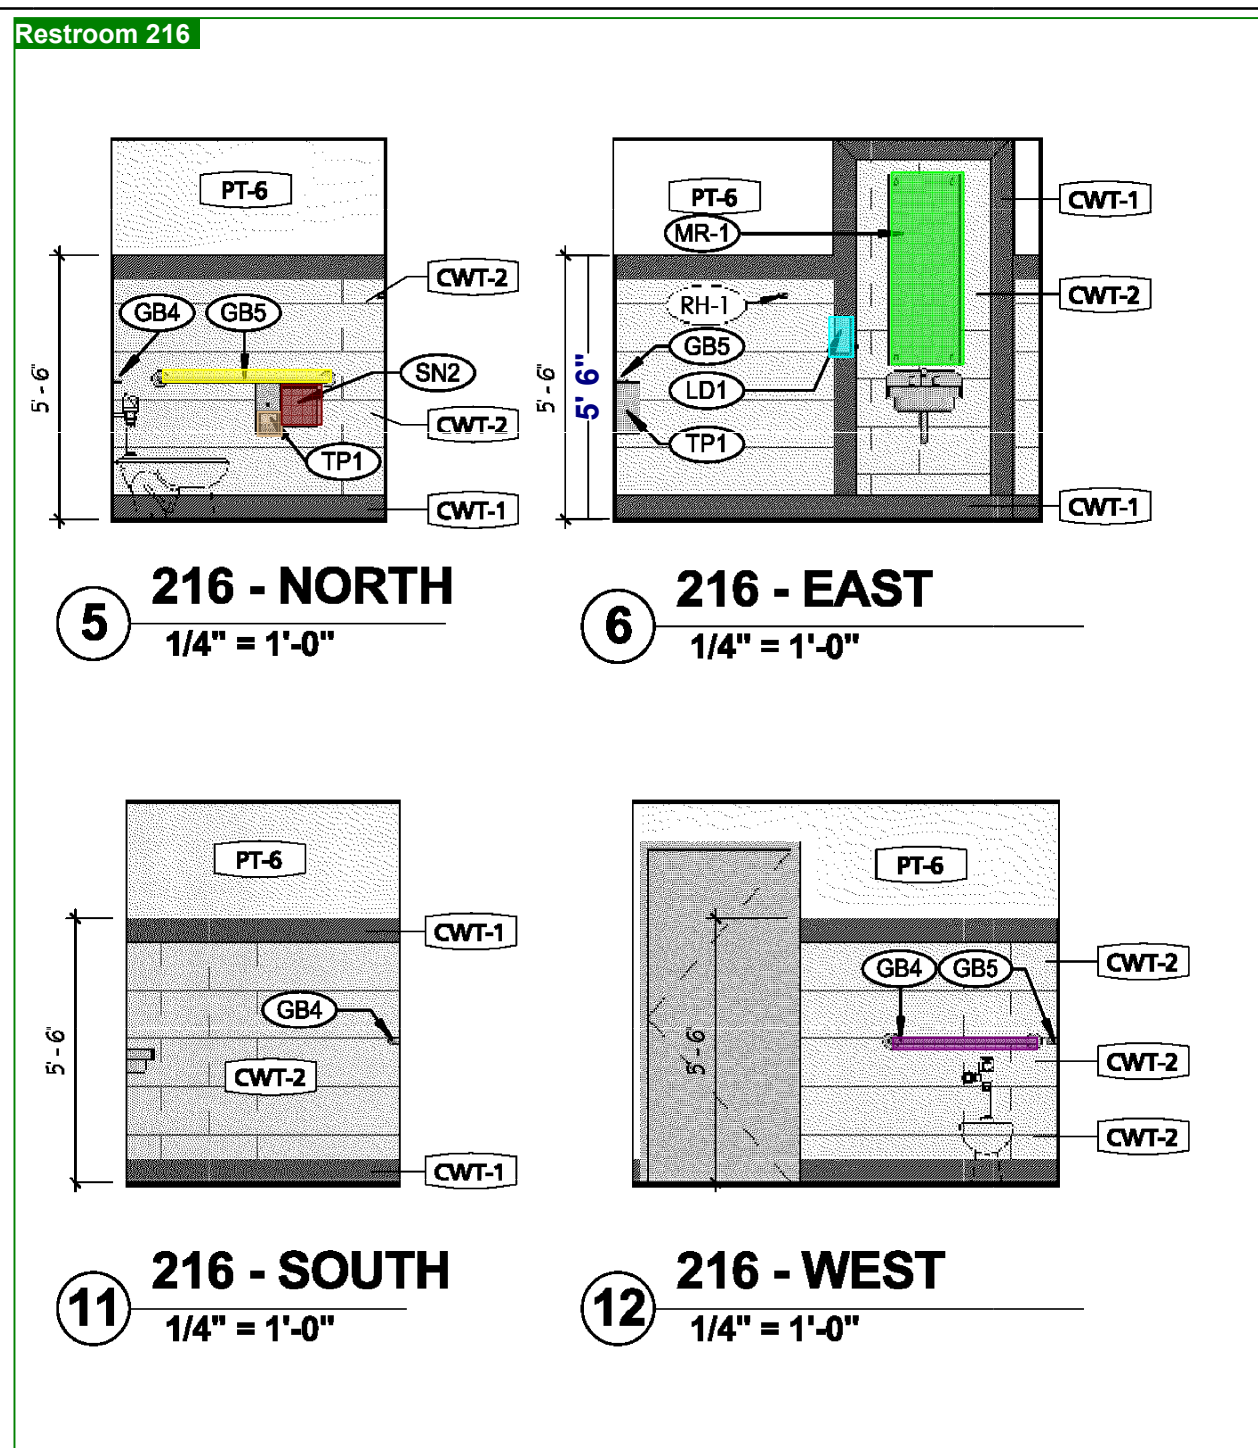 Restroom 216
PT-6
CWT-2
GB4
GB5
SN2
CWT-2
TP1
CWT-1
5' - 6"
5
216 - NORTH
1/4" = 1'-0"
PT-6
MR-1
CWT-1
RH-1
CWT-2
GB5
LD1
TP1
CWT-1
5' - 6"
5' 6"
6
216 - EAST
1/4" = 1'-0"
PT-6
CWT-1
GB4
CWT-2
CWT-1
5' - 6"
11
216 - SOUTH
1/4" = 1'-0"
PT-6
GB4
GB5
CWT-2
CWT-2
CWT-2
5' - 6"
12
216 - WEST
1/4" = 1'-0"